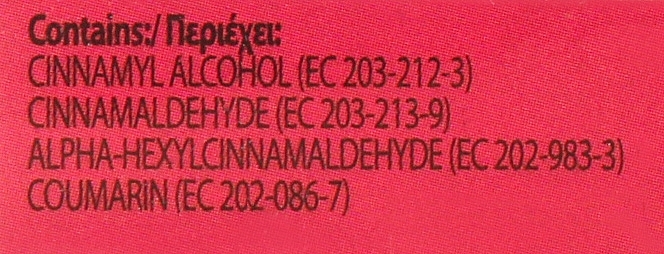 Contains:/ Περιέχει:
CINNAMYL ALCOHOL (EC 203-212-3)
CINNAMALDEHYDE (EC 203-213-9)
ALPHA-HEXYLCINNAMALDEHYDE (EC 202-983-3)
COUMARIN (EC 202-086-7)